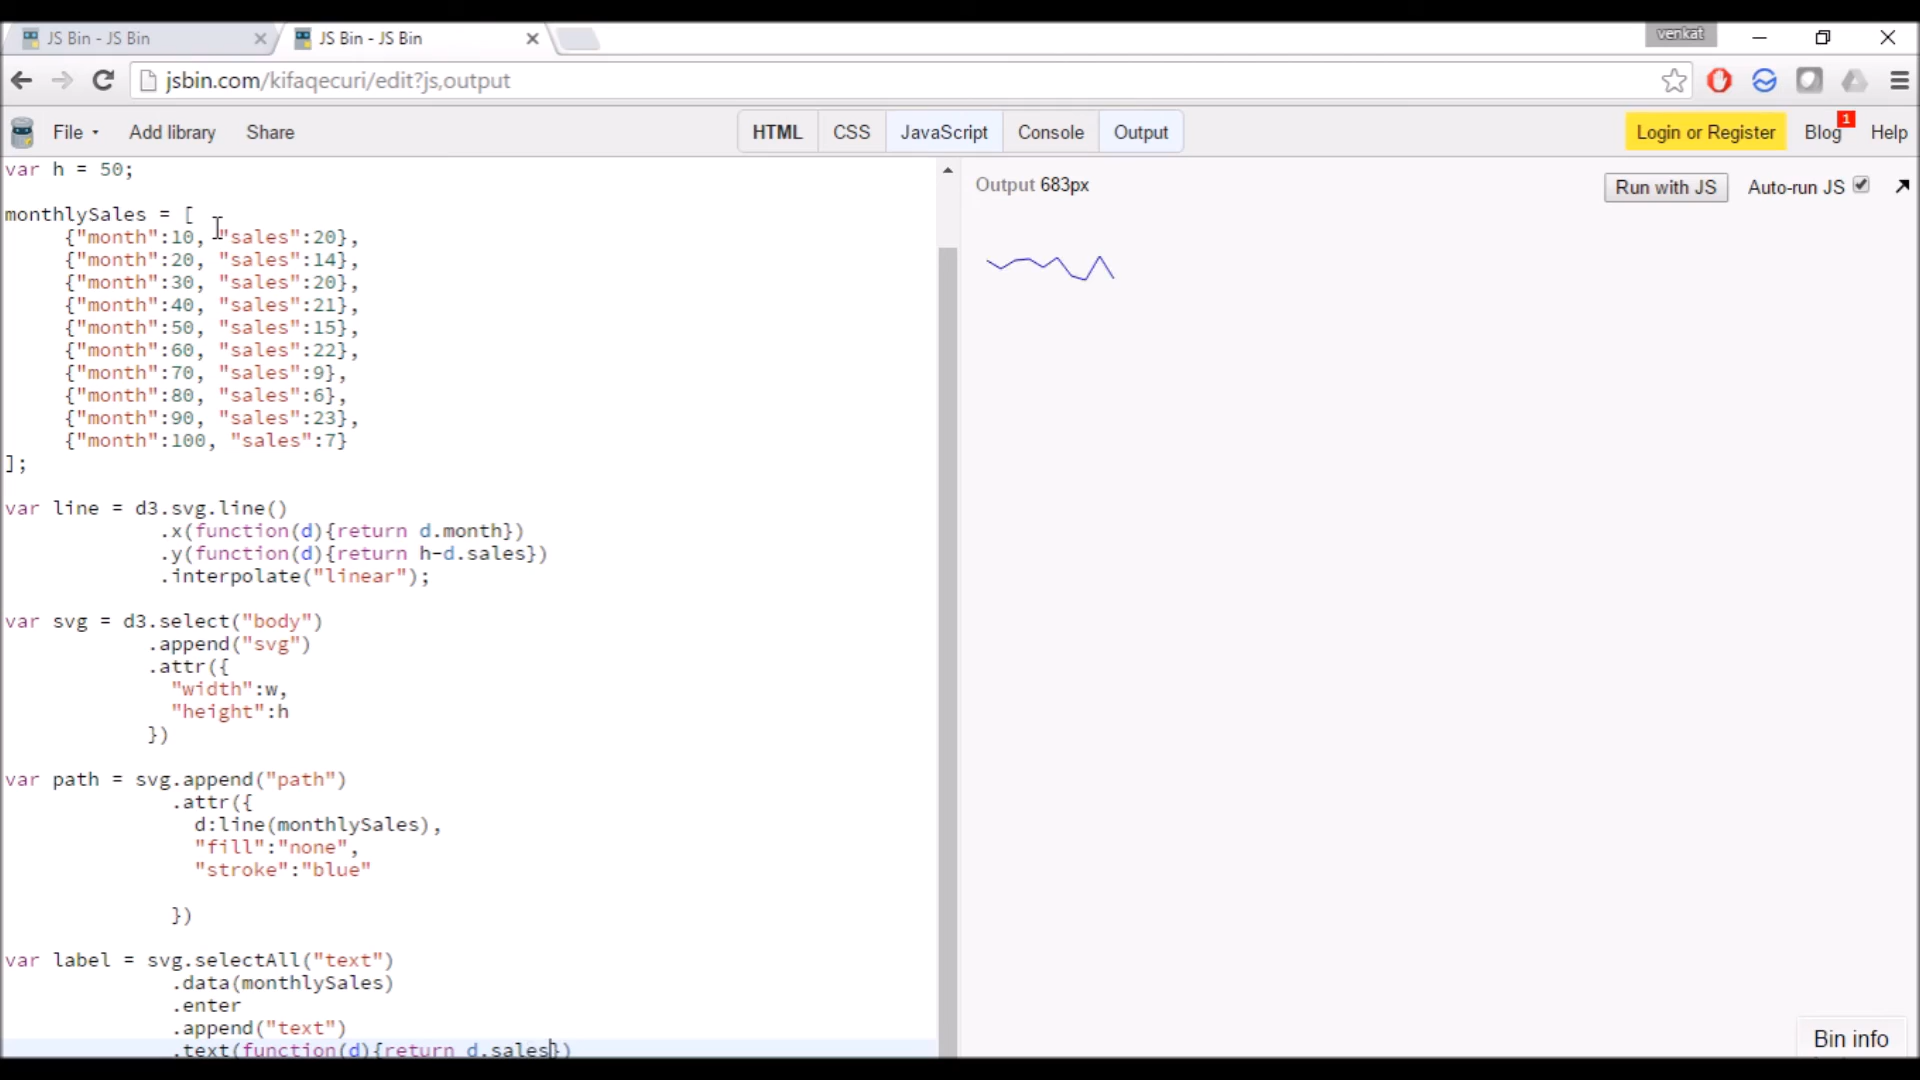 JS Bin - JS Bin
JS Bin - JS Bin
venkat
jsbin.com/kifaqecuri/edit?js,output
File
Add library
Share
HTML
CSS
JavaScript
Console
Output
Login or Register
Blog
1
Help
var h = 50;
monthlySales = [
{"month":10, "sales":20},
{"month":20, "sales":14},
{"month":30, "sales":20},
{"month":40, "sales":21},
{"month":50, "sales":15},
{"month":60, "sales":22},
{"month":70, "sales":9},
{"month":80, "sales":6},
{"month":90, "sales":23},
{"month":100, "sales":7}
];
var line = d3.svg.line()
.x(function(d){return d.month})
.y(function(d){return h-d.sales})
.interpolate("linear");
var svg = d3.select("body")
.append("svg")
.attr({
"width":w,
"height":h
})
var path = svg.append("path")
.attr({
d:line(monthlySales),
"fill":"none",
"stroke":"blue"
})
var label = svg.selectAll("text")
.data(monthlySales)
.enter
.append("text")
.text(function(d){return d.sales})
Output 683px
Run with JS
Auto-run JS
Bin info